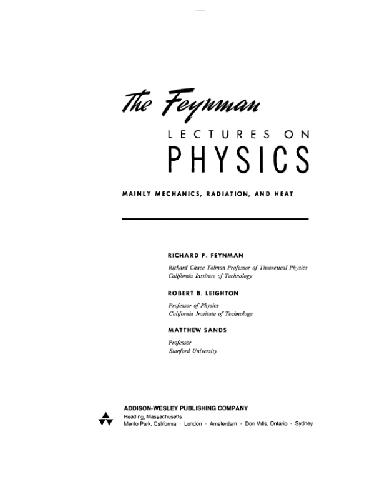 The Feynman
LECTURES ON
PHYSICS
MAINLY MECHANICS, RADIATION, AND HEAT
RICHARD P. FEYNMAN
Richard Chace Tolman Professor of Theoretical Physics
California Institute of Technology
ROBERT B. LEIGHTON
Professor of Physics
California Institute of Technology
MATTHEW SANDS
Professor
Stanford University
ADDISON-WESLEY PUBLISHING COMPANY
Reading, Massachusetts
Menlo Park, California · London · Amsterdam · Don Mills, Ontario · Sydney